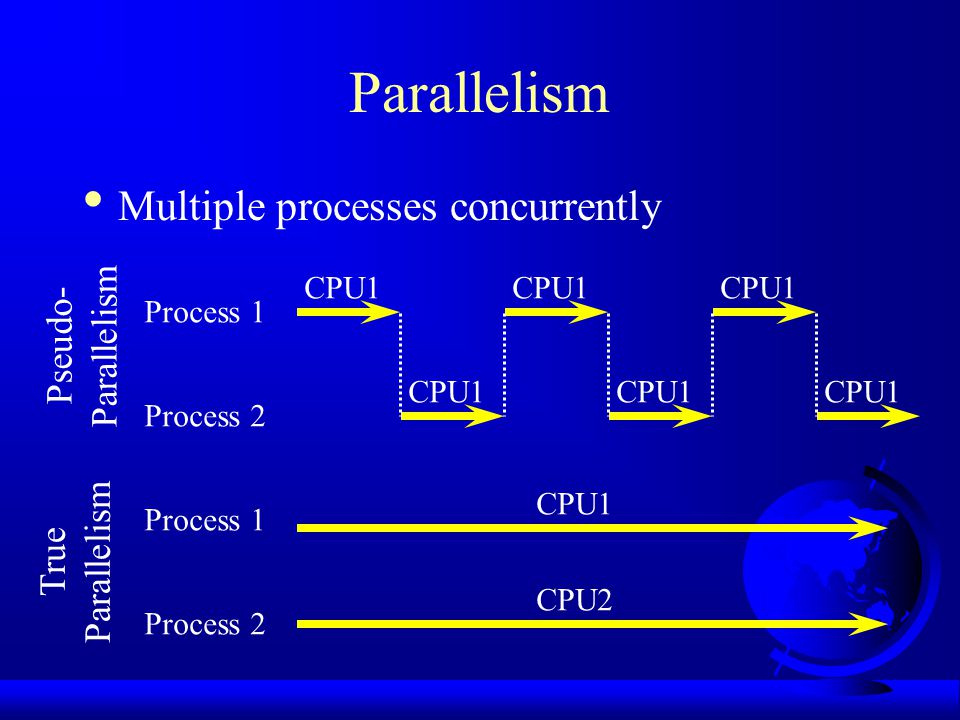 Parallelism
• Multiple processes concurrently
Pseudo-
Parallelism
Process 1
CPU1 CPU1 CPU1
Process 2
CPU1 CPU1 CPU1
True
Parallelism
Process 1
CPU1
Process 2
CPU2